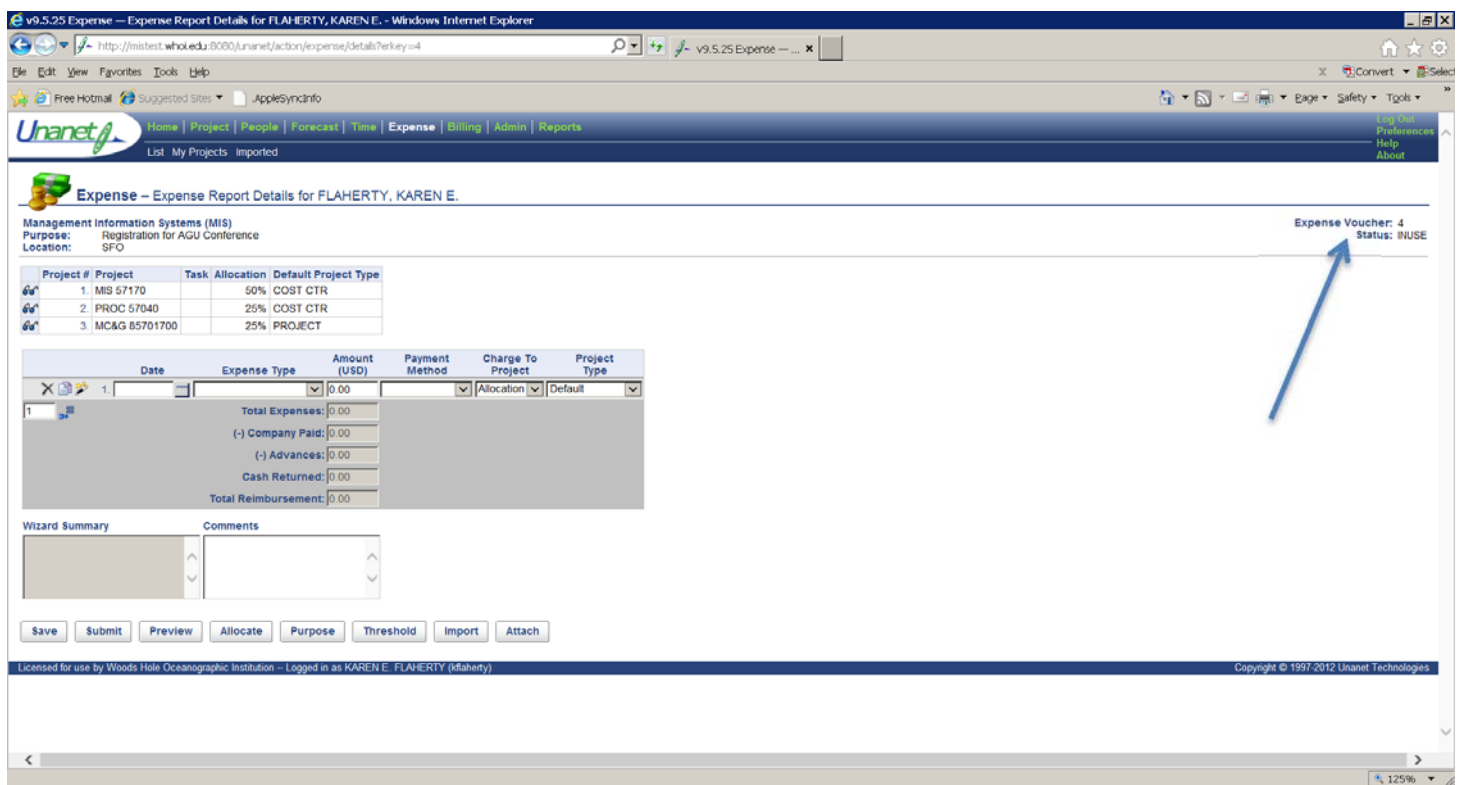 v9.5.25 Expense — Expense Report Details for FLAHERTY, KAREN E. - Windows Internet Explorer
http://mistest.whoi.edu:8080/unanet/action/expense/details?erkey=4
v9.5.25 Expense — ...
File Edit View Favorites Tools Help
x Convert Select
Free Hotmail Suggested Sites AppleSyncInfo
Page Safety Tools »
Unanet
Home | Project | People | Forecast | Time | Expense | Billing | Admin | Reports
List My Projects Imported
Log Out
Preferences
Help
About
Expense – Expense Report Details for FLAHERTY, KAREN E.
Management Information Systems (MIS)
Purpose: Registration for AGU Conference
Location: SFO
Expense Voucher: 4
Status: INUSE
Project # Project Task Allocation Default Project Type
1. MIS 57170 50% COST CTR
2. PROC 57040 25% COST CTR
3. MC&G 85701700 25% PROJECT
Date Expense Type Amount (USD) Payment Method Charge To Project Project Type
1. 0.00 Allocation Default
1 Total Expenses: 0.00
(-) Company Paid: 0.00
(-) Advances: 0.00
Cash Returned: 0.00
Total Reimbursement: 0.00
Wizard Summary Comments
Save Submit Preview Allocate Purpose Threshold Import Attach
Licensed for use by Woods Hole Oceanographic Institution – Logged in as KAREN E. FLAHERTY (kflaherty)
Copyright © 1997-2012 Unanet Technologies
125%